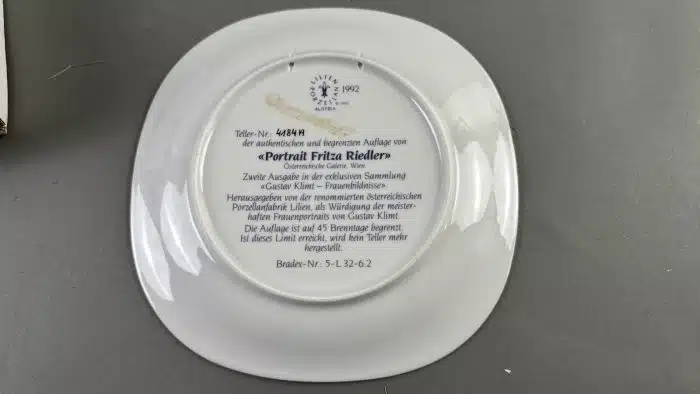 LILIEN PORZELLAN
1992
AUSTRIA
Teller-Nr.: 4184A
der authentischen und begrenzten Auflage von
«Portrait Fritza Riedler»
Österreichische Galerie, Wien
Zweite Ausgabe in der exklusiven Sammlung
«Gustav Klimt – Frauenbildnisse».
Herausgegeben von der renommierten österreichischen
Porzellanfabrik Lilien, als Würdigung der meister-
haften Frauenportraits von Gustav Klimt.
Die Auflage ist auf 45 Brenntage begrenzt.
Ist dieses Limit erreicht, wird kein Teller mehr
hergestellt.
Bradex-Nr.: 5-L 32-6.2